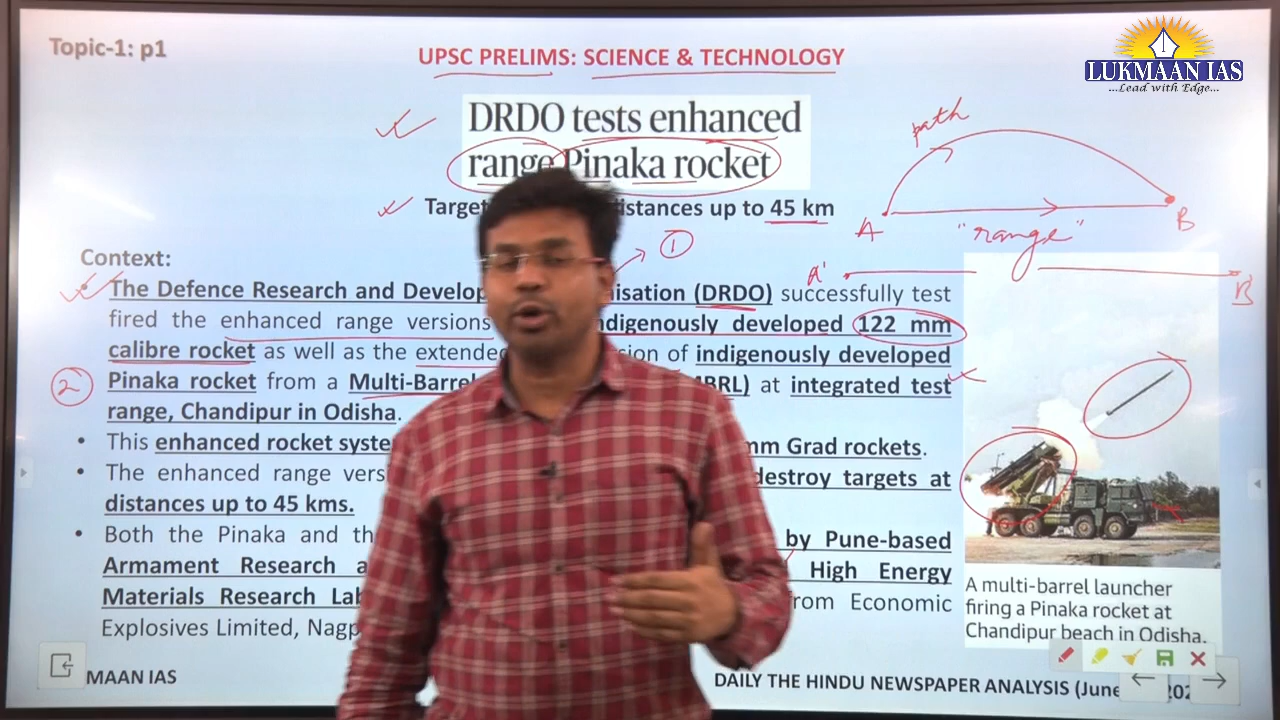 Topic-1: p1
UPSC PRELIMS: SCIENCE & TECHNOLOGY
LUKMAAN IAS
...Lead with Edge...
DRDO tests enhanced
range Pinaka rocket
Target distances up to 45 km
path
A B
"range"
A' B'
1
Context:
The Defence Research and Develop isation (DRDO) successfully test
fired the enhanced range versions indigenously developed 122 mm
calibre rocket as well as the extended sion of indigenously developed
2
Pinaka rocket from a Multi-Barrel MBRL) at integrated test
range, Chandipur in Odisha.
• This enhanced rocket system mm Grad rockets.
• The enhanced range versi destroy targets at
distances up to 45 kms.
• Both the Pinaka and th by Pune-based
Armament Research a High Energy
Materials Research Lab from Economic
Explosives Limited, Nagp
A multi-barrel launcher
firing a Pinaka rocket at
Chandipur beach in Odisha.
MAAN IAS
DAILY THE HINDU NEWSPAPER ANALYSIS (June 202